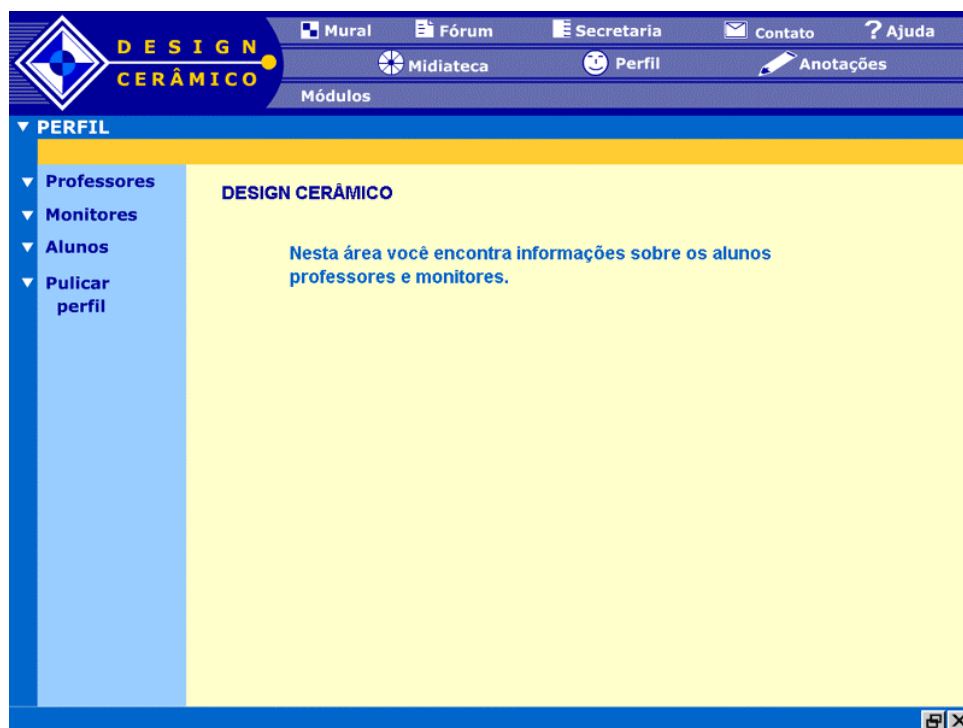 DESIGN
CERÂMICO
Mural Fórum Secretaria Contato ? Ajuda
Midiateca Perfil Anotações
Módulos
PERFIL
Professores
Monitores
Alunos
Pulicar
perfil
DESIGN CERÂMICO
Nesta área você encontra informações sobre os alunos
professores e monitores.